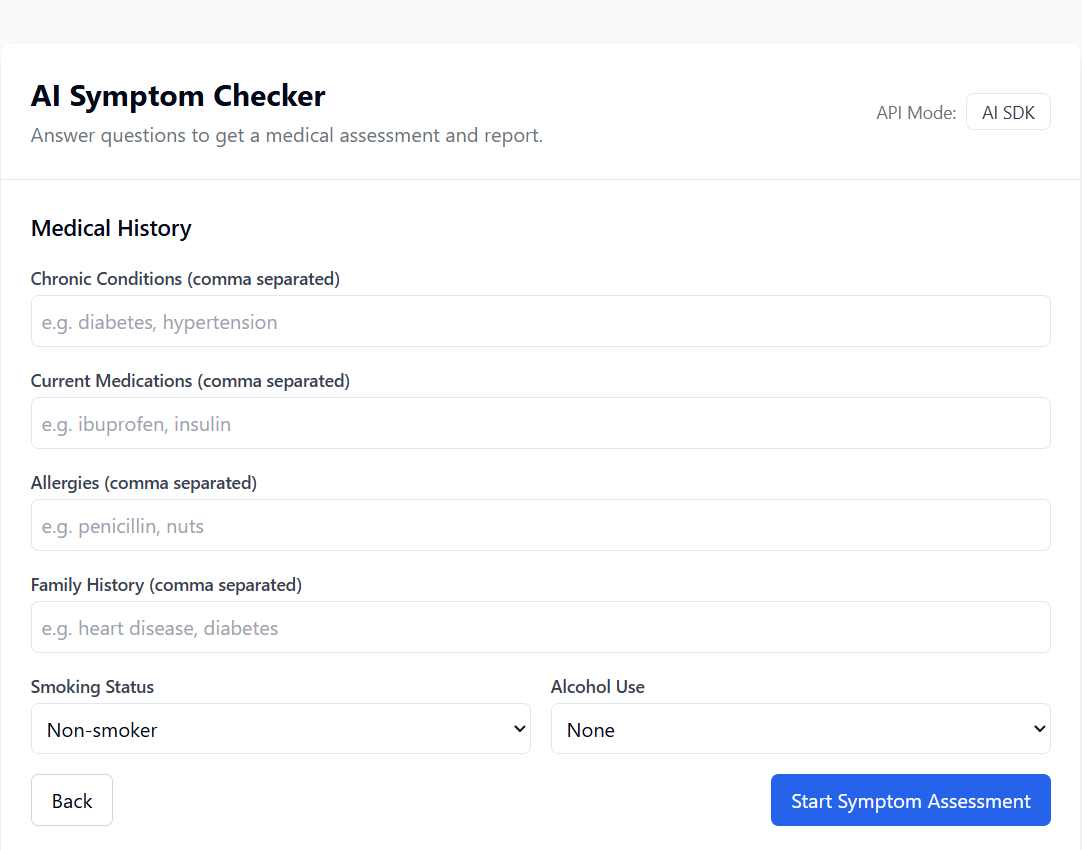 AI Symptom Checker
Answer questions to get a medical assessment and report.
API Mode: AI SDK
Medical History
Chronic Conditions (comma separated)
e.g. diabetes, hypertension
Current Medications (comma separated)
e.g. ibuprofen, insulin
Allergies (comma separated)
e.g. penicillin, nuts
Family History (comma separated)
e.g. heart disease, diabetes
Smoking Status Alcohol Use
Non-smoker None
Back Start Symptom Assessment